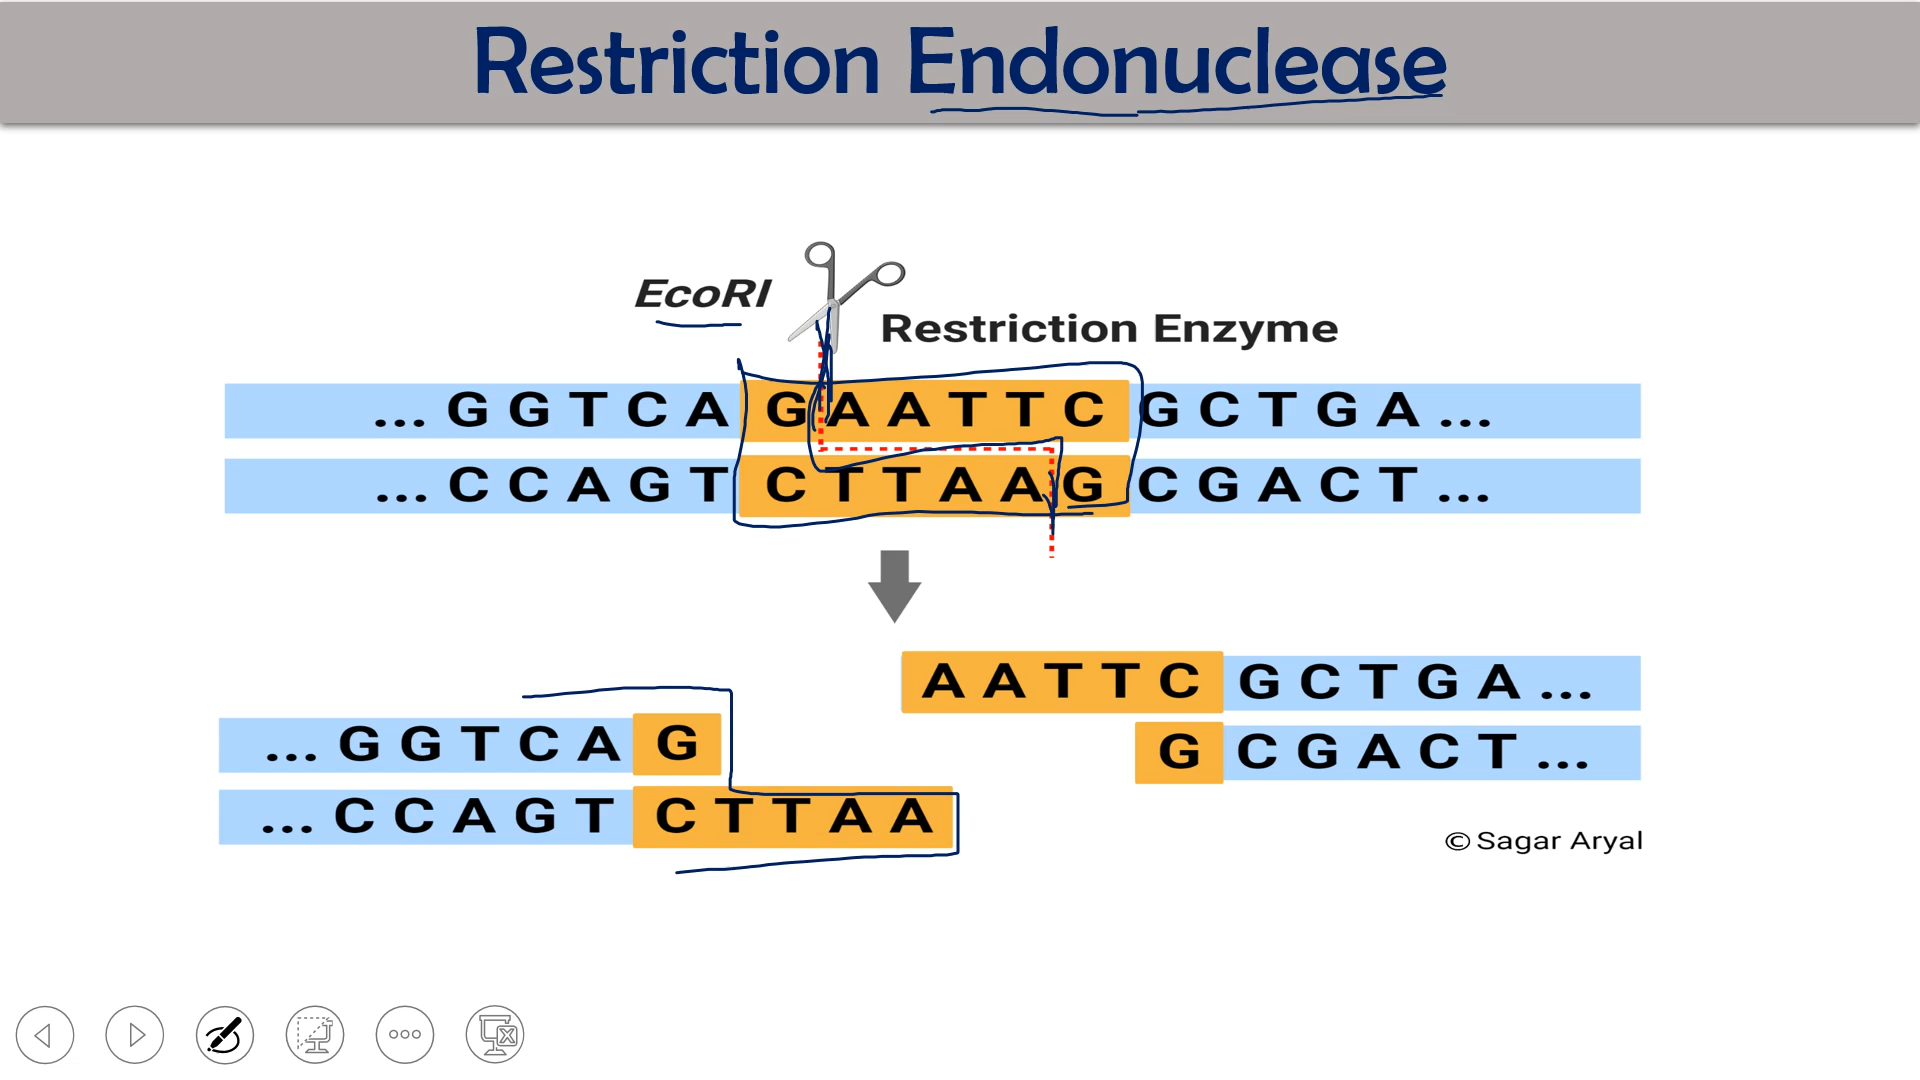 Restriction Endonuclease
EcoRI
Restriction Enzyme
... G G T C A G A A T T C G C T G A ...
... C C A G T C T T A A G C G A C T ...
A A T T C G C T G A ...
G C G A C T ...
... G G T C A G
... C C A G T C T T A A
© Sagar Aryal